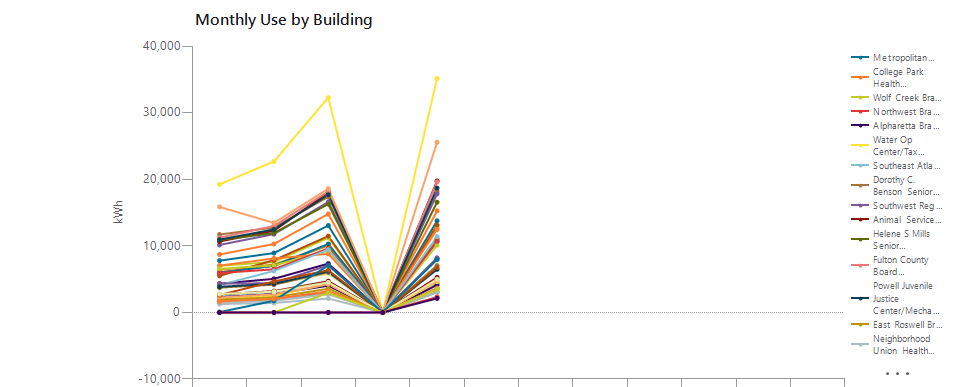 Monthly Use by Building
40,000
30,000
20,000
10,000
0
-10,000
kWh
Metropolitan...
College Park
Health...
Wolf Creek Bra...
Northwest Bra...
Alpharetta Bra...
Water Op
Center/Tax...
Southeast Atla...
Dorothy C.
Benson Senior...
Southwest Reg...
Animal Service...
Helene S Mills
Senior...
Fulton County
Board...
Powell Juvenile
Justice
Center/Mecha...
East Roswell Br...
Neighborhood
Union Health...
...